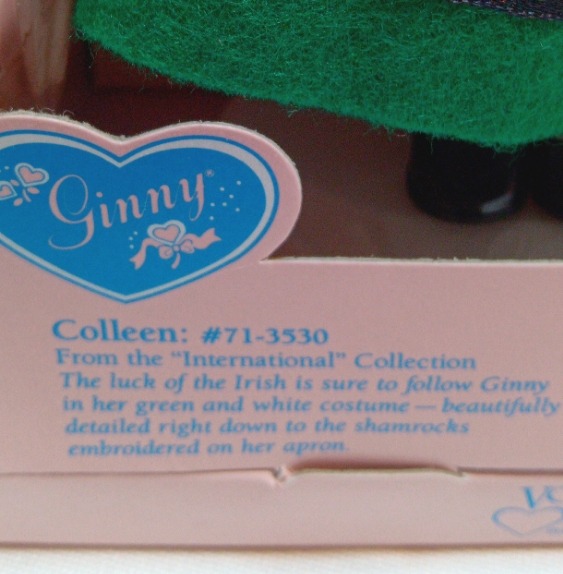 Ginny®
Colleen: #71-3530
From the "International" Collection
The luck of the Irish is sure to follow Ginny
in her green and white costume — beautifully
detailed right down to the shamrocks
embroidered on her apron.